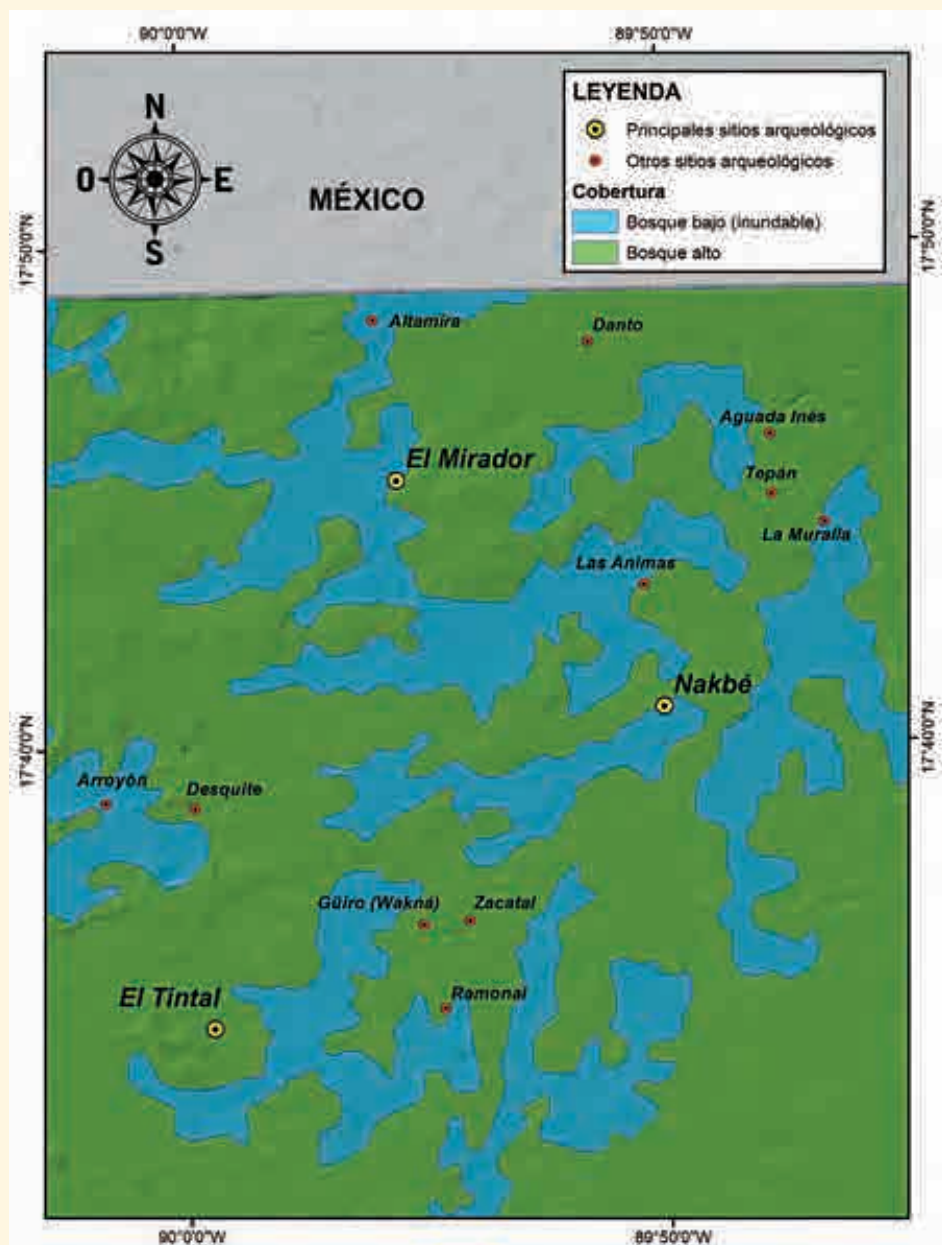 90°0'0"W
89°50'0"W
LEYENDA
Principales sitios arqueológicos
Otros sitios arqueológicos
Cobertura
Bosque bajo (inundable)
Bosque alto
N
O
E
S
MÉXICO
17°50'0"N
17°50'0"N
Altamira
Danto
Aguada Inés
El Mirador
Topán
La Muralla
Las Animas
Nakbé
17°40'0"N
17°40'0"N
Arroyón
Desquite
Güiro (Wakná)
Zacatal
El Tintal
Ramonal
90°0'0"W
89°50'0"W